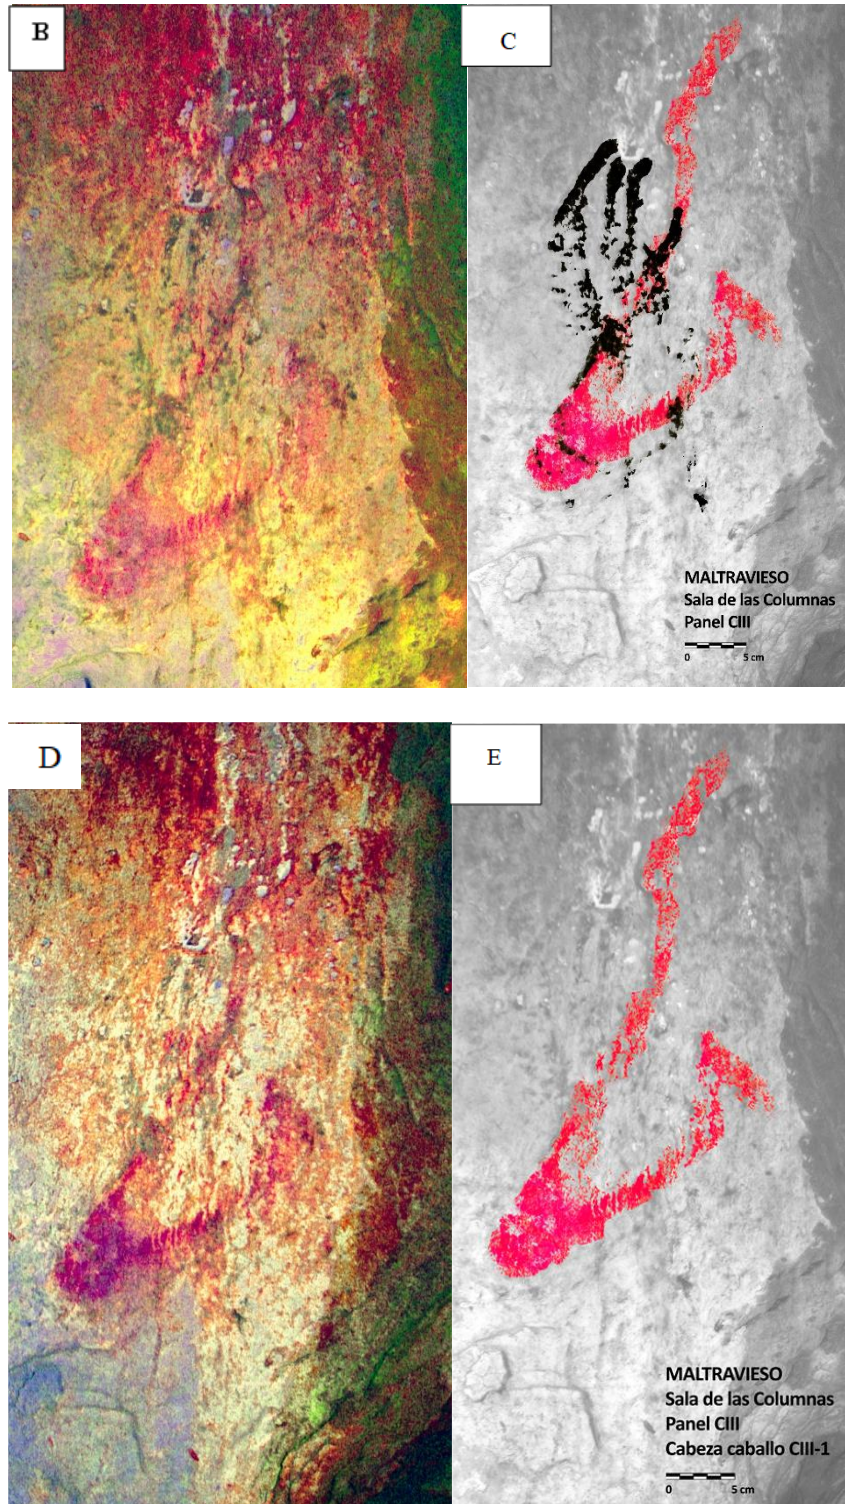 B
C
MALTRAVIESO
Sala de las Columnas
Panel CIII
0 5 cm
D
E
MALTRAVIESO
Sala de las Columnas
Panel CIII
Cabeza caballo CIII-1
0 5 cm